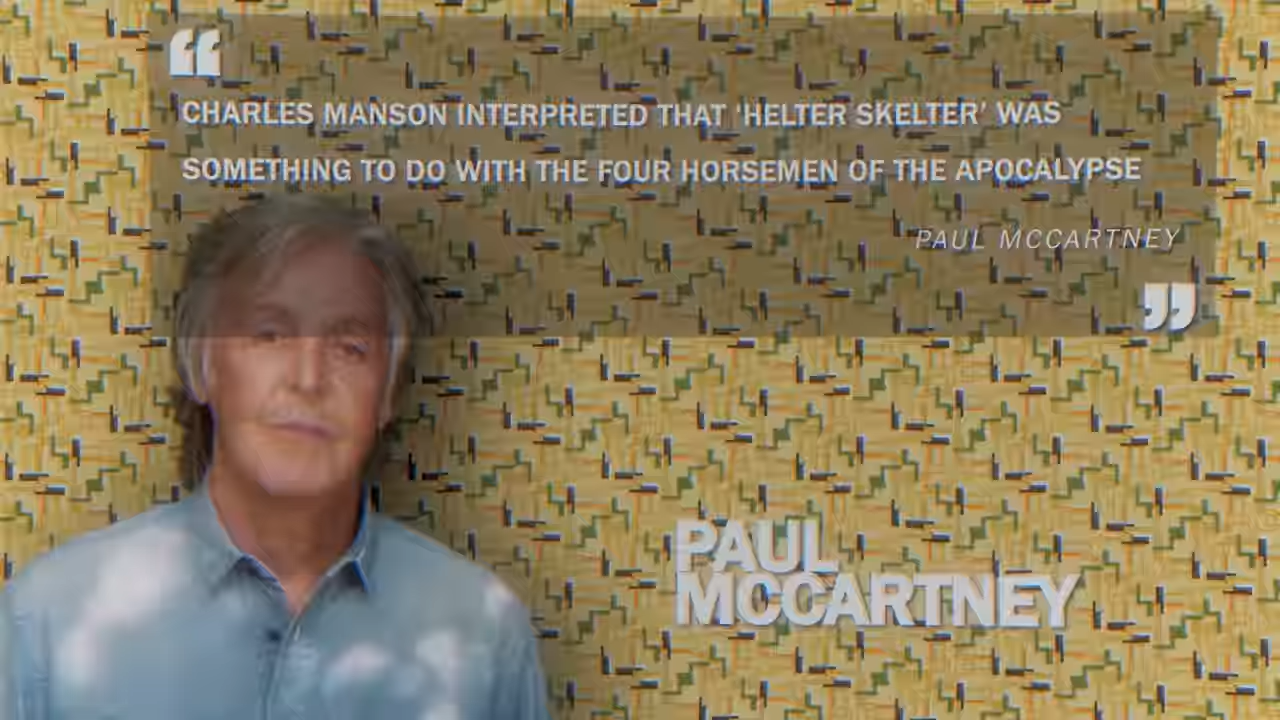 “
CHARLES MANSON INTERPRETED THAT ‘HELTER SKELTER’ WAS
SOMETHING TO DO WITH THE FOUR HORSEMEN OF THE APOCALYPSE
PAUL MCCARTNEY
”
PAUL
MCCARTNEY